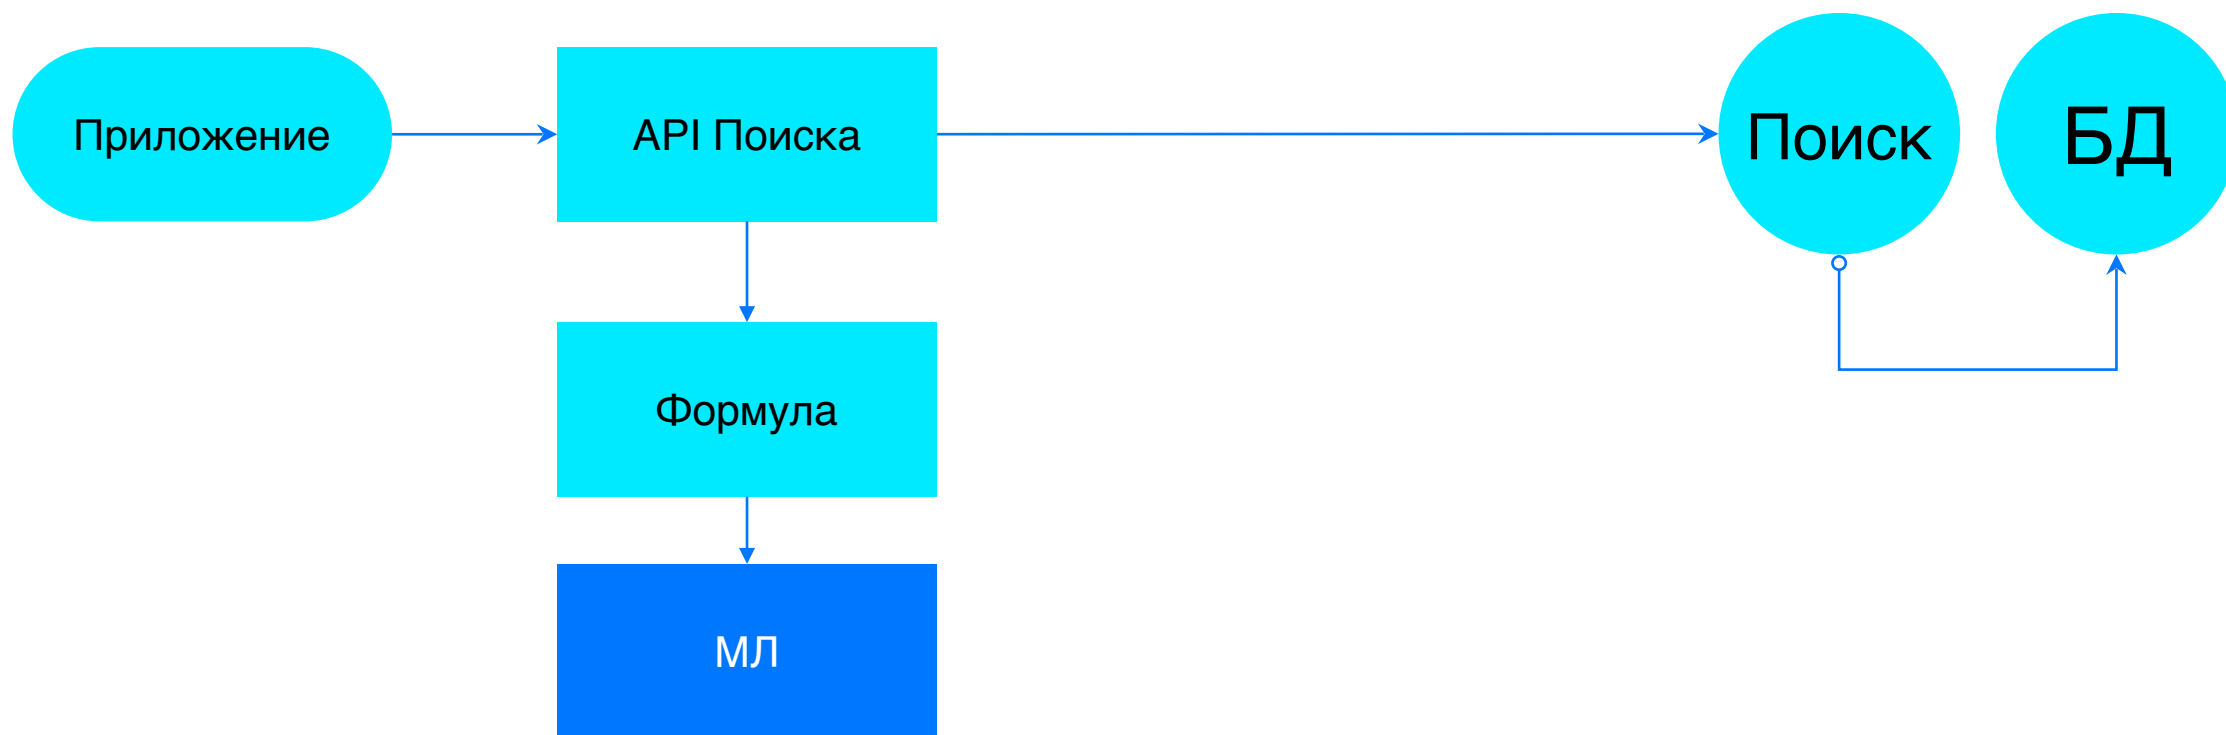 Приложение
API Поиска
Поиск
БД
Формула
МЛ